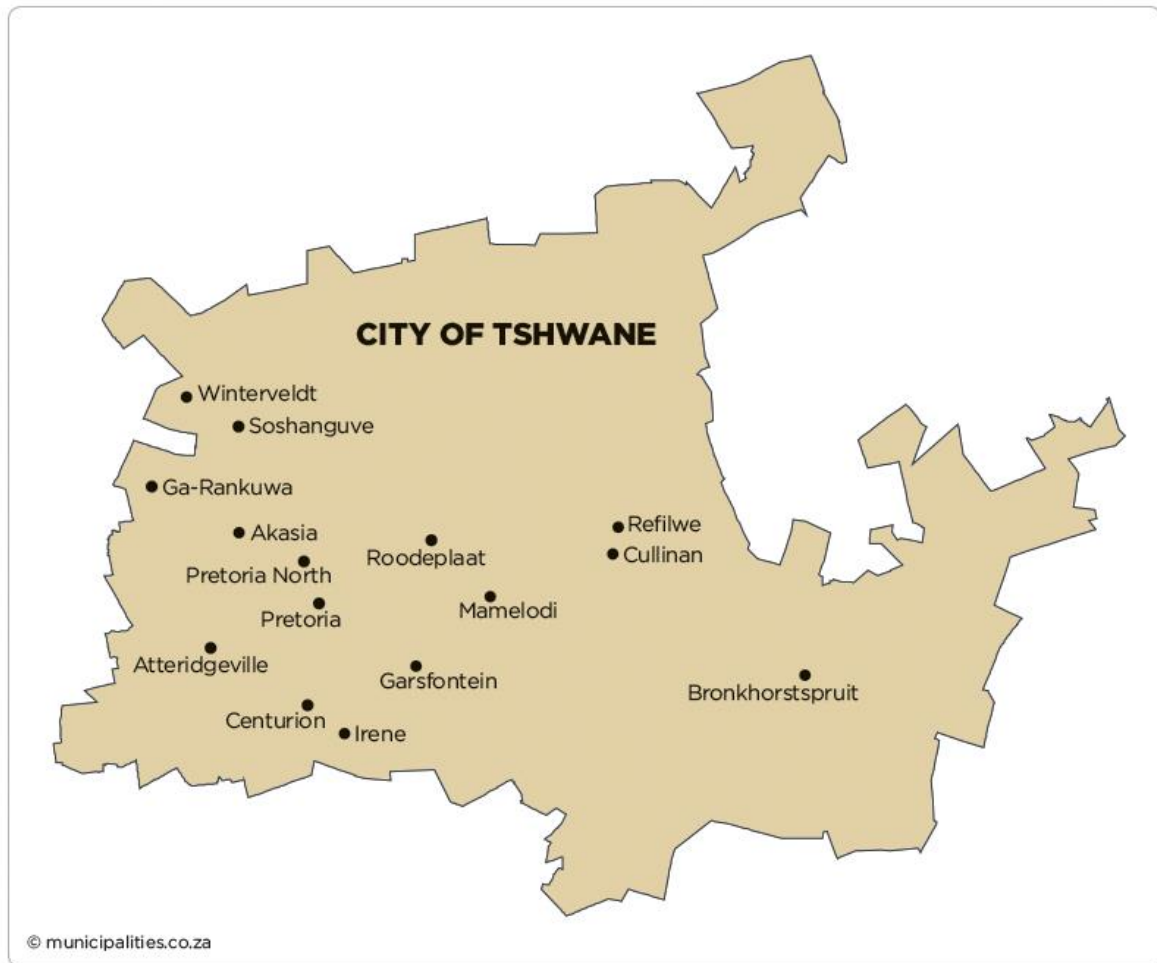 CITY OF TSHWANE
Winterveldt
Soshanguve
Ga-Rankuwa
Refilwe
Akasia
Roodeplaat
Cullinan
Pretoria North
Mamelodi
Pretoria
Atteridgeville
Garsfontein
Bronkhorstspruit
Centurion
Irene
© municipalities.co.za